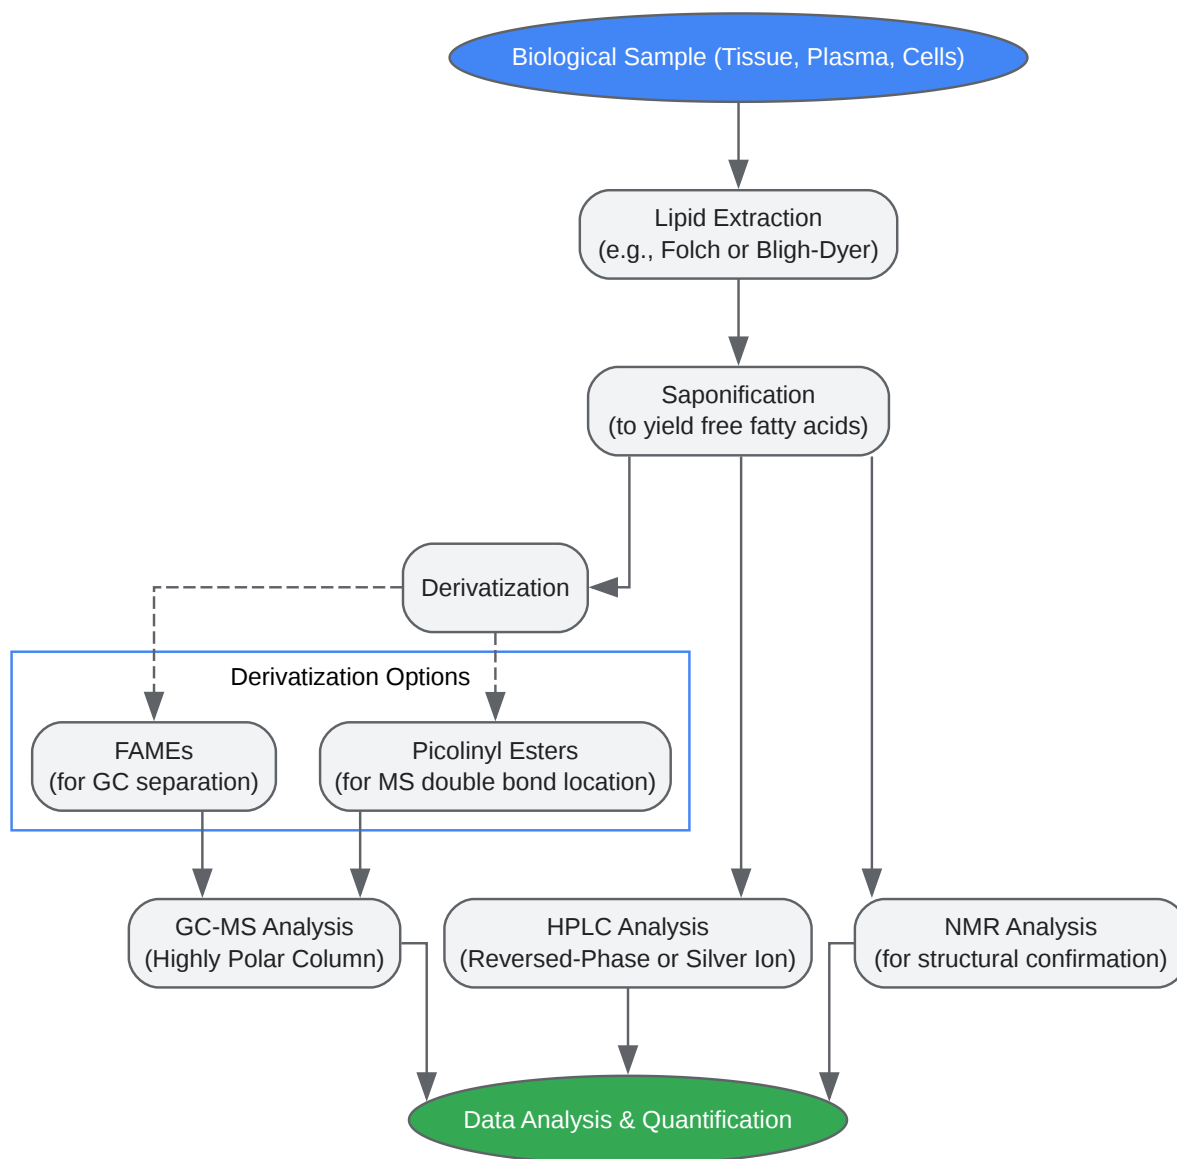 Biological Sample (Tissue, Plasma, Cells)
Lipid Extraction
(e.g., Folch or Bligh-Dyer)
Saponification
(to yield free fatty acids)
Derivatization
Derivatization Options
FAMEs
(for GC separation)
Picolinyl Esters
(for MS double bond location)
GC-MS Analysis
(Highly Polar Column)
HPLC Analysis
(Reversed-Phase or Silver Ion)
NMR Analysis
(for structural confirmation)
Data Analysis & Quantification